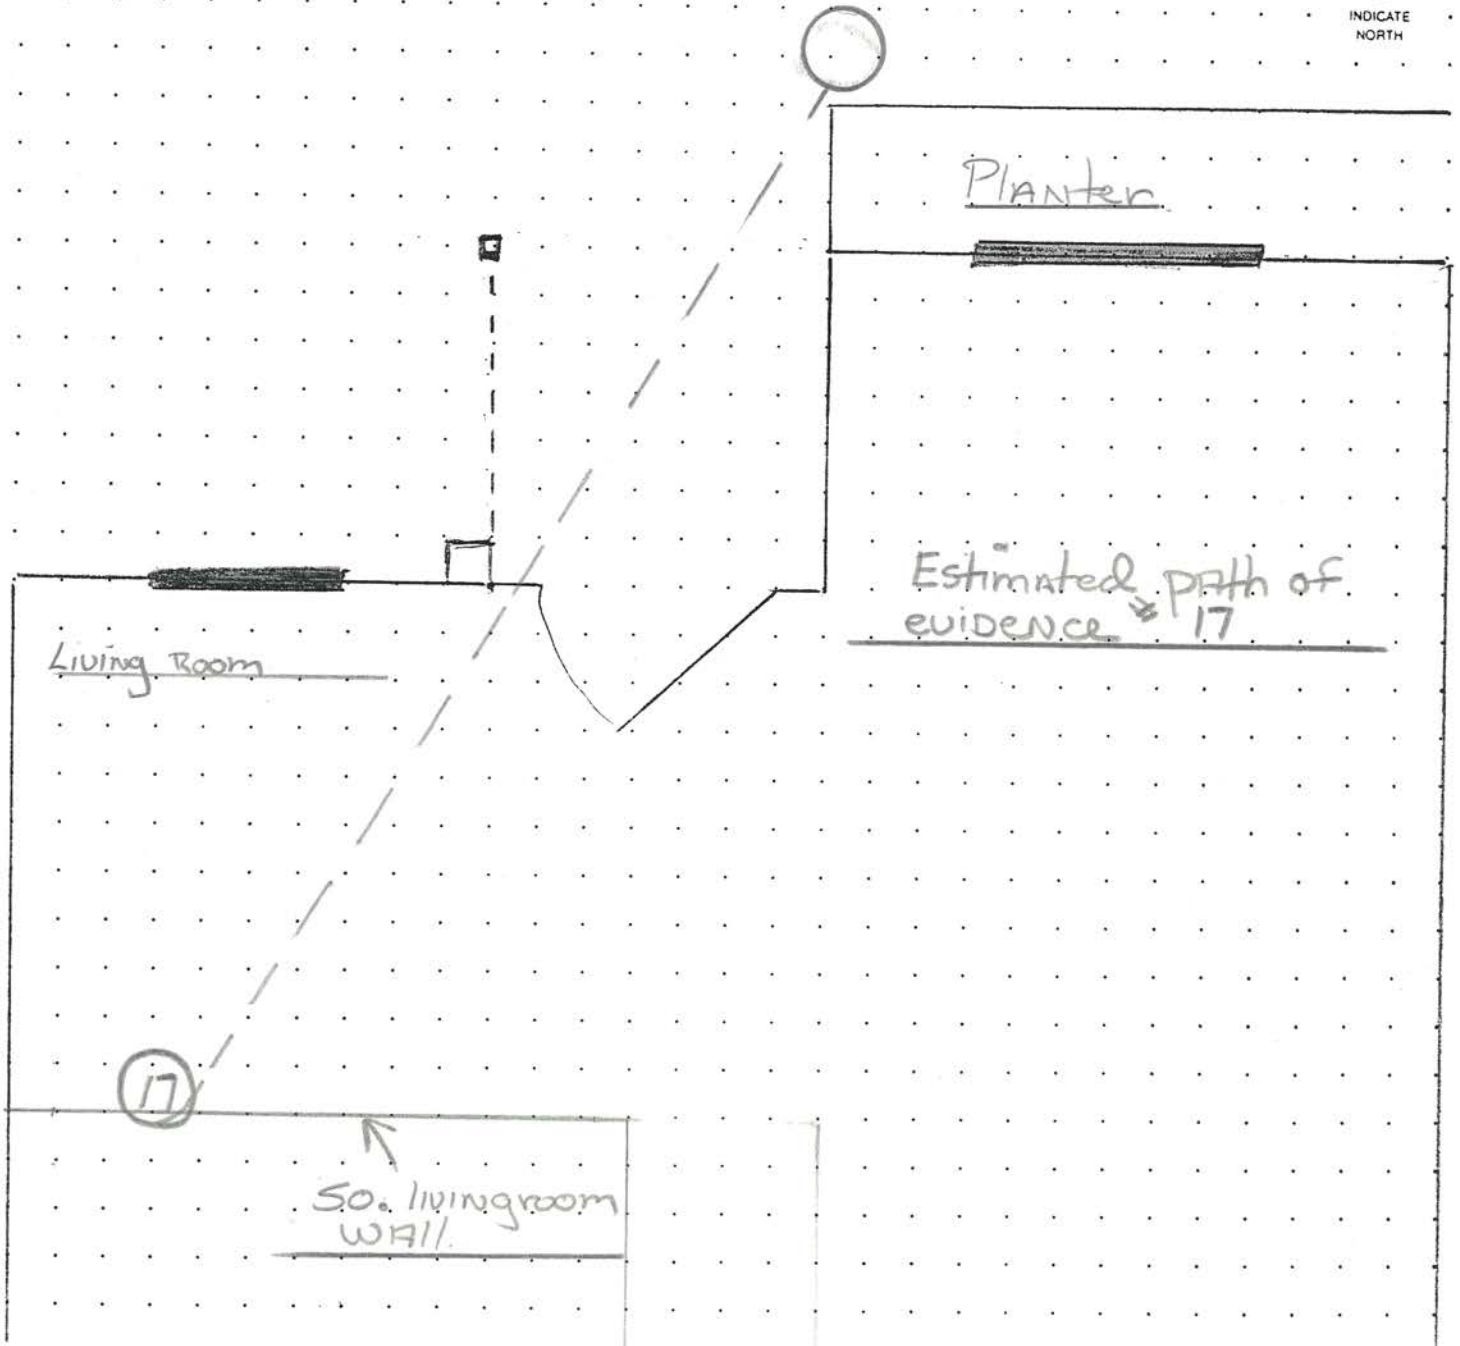 INDICATE
NORTH
Planter
Estimated path of
evidence # 17
Living Room
17
So. livingroom
wall